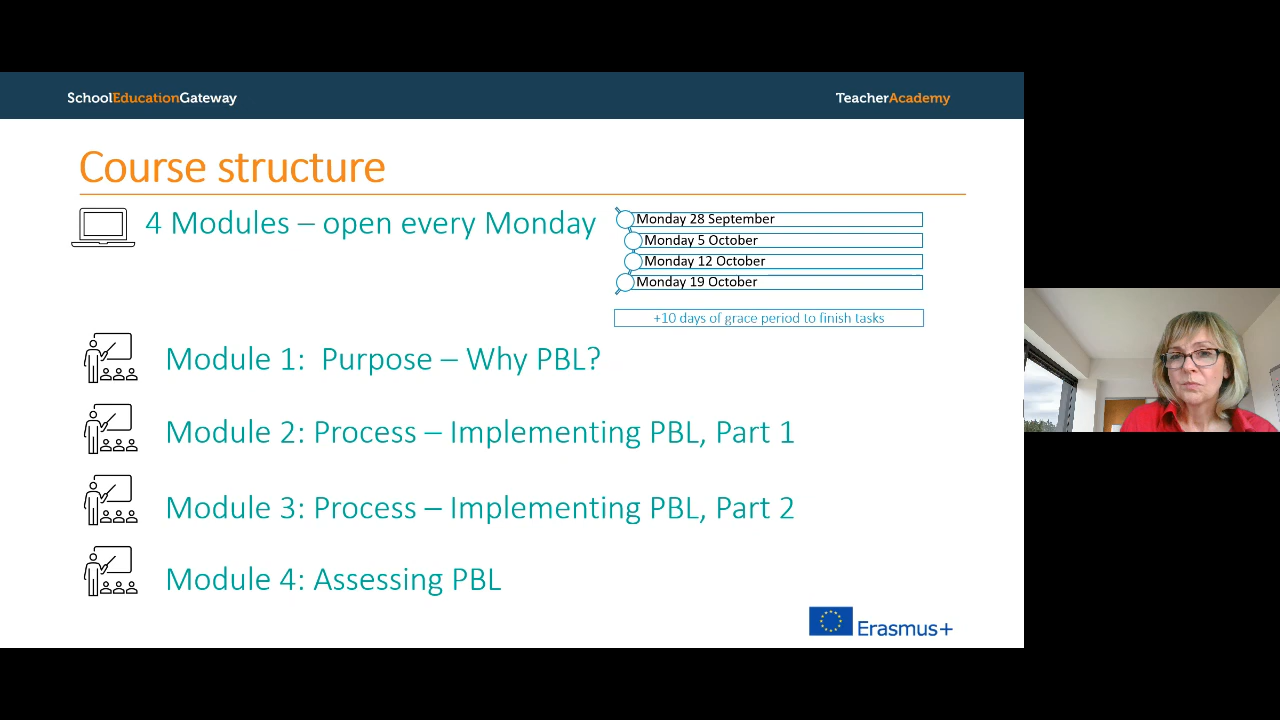 SchoolEducationGateway
TeacherAcademy
Course structure
4 Modules – open every Monday
Monday 28 September
Monday 5 October
Monday 12 October
Monday 19 October
+10 days of grace period to finish tasks
Module 1: Purpose – Why PBL?
Module 2: Process – Implementing PBL, Part 1
Module 3: Process – Implementing PBL, Part 2
Module 4: Assessing PBL
Erasmus+